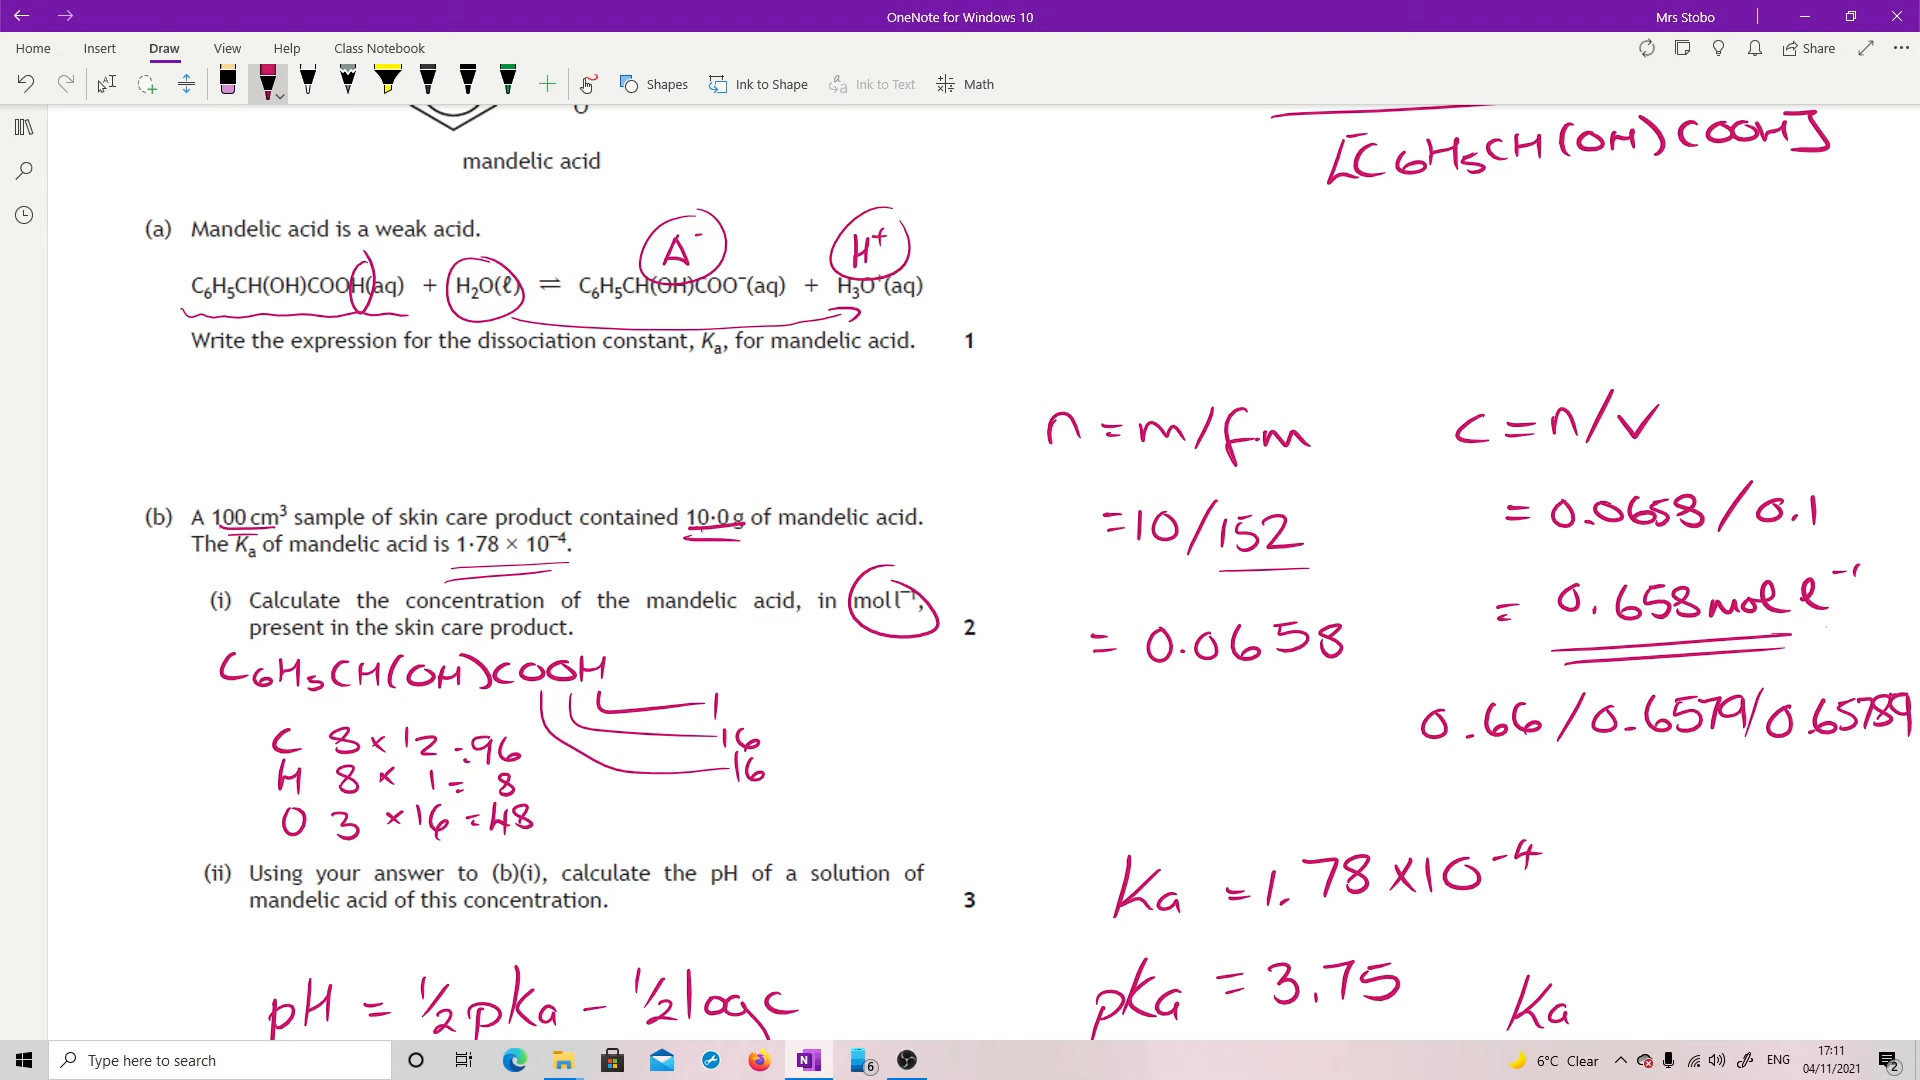 OneNote for Windows 10
Mrs Stobo
Home Insert Draw View Help Class Notebook
Share
Shapes Ink to Shape Ink to Text Math
O
mandelic acid
[C6H5CH(OH)COOH]
(a) Mandelic acid is a weak acid.
A⁻ H⁺
C₆H₅CH(OH)COOH(aq) + H₂O(ℓ) ⇌ C₆H₅CH(OH)COO⁻(aq) + H₃O⁺(aq)
Write the expression for the dissociation constant, Kₐ, for mandelic acid. 1
n = m/fm
= 10/152
= 0.0658
c = n/v
= 0.0658/0.1
= 0.658 mol l⁻¹
0.66/0.6579/0.65789
(b) A 100 cm³ sample of skin care product contained 10·0 g of mandelic acid.
The Kₐ of mandelic acid is 1·78 × 10⁻⁴.
(i) Calculate the concentration of the mandelic acid, in mol l⁻¹,
present in the skin care product. 2
C6H5CH(OH)COOH
1
16
16
C 8 × 12 = 96
H 8 × 1 = 8
O 3 × 16 = 48
(ii) Using your answer to (b)(i), calculate the pH of a solution of
mandelic acid of this concentration. 3
Ka = 1.78 × 10⁻⁴
pKa = 3.75
Ka
pH = ½ pKa − ½ log c
Type here to search
6
6°C Clear
ENG
17:11
04/11/2021
2